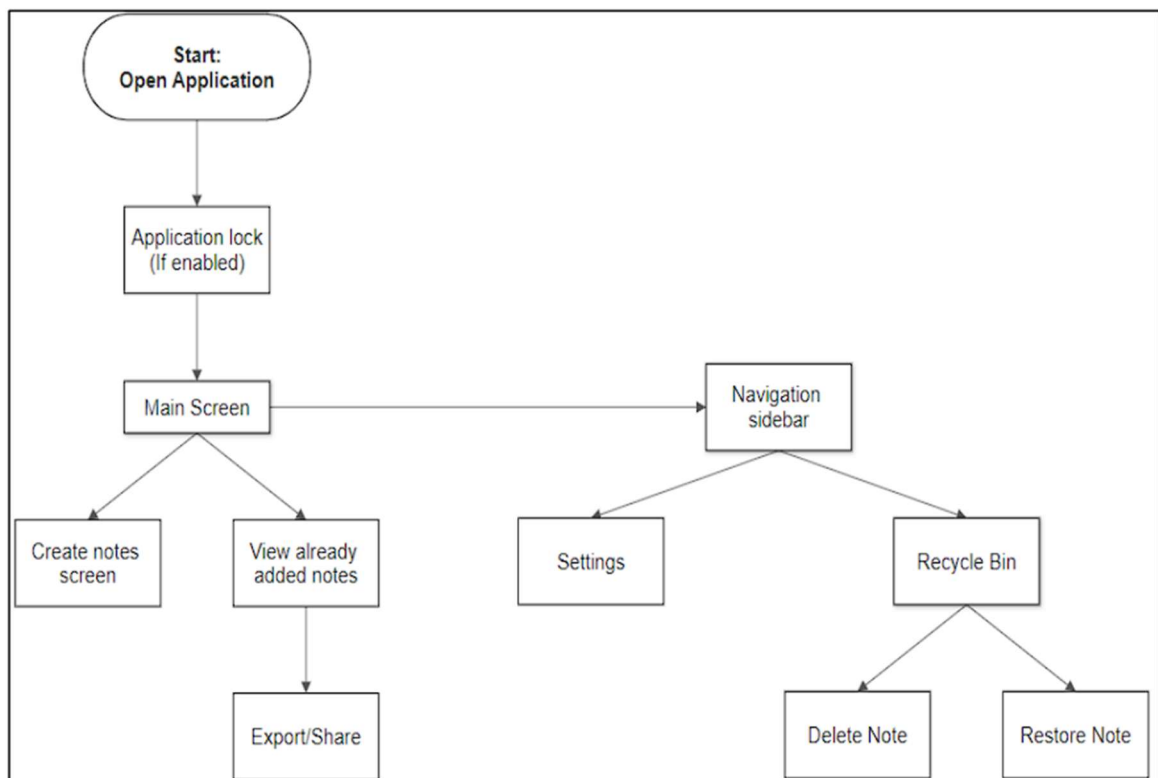 Start:
Open Application
Application lock
(If enabled)
Main Screen
Navigation
sidebar
Create notes
screen
View already
added notes
Settings
Recycle Bin
Export/Share
Delete Note
Restore Note